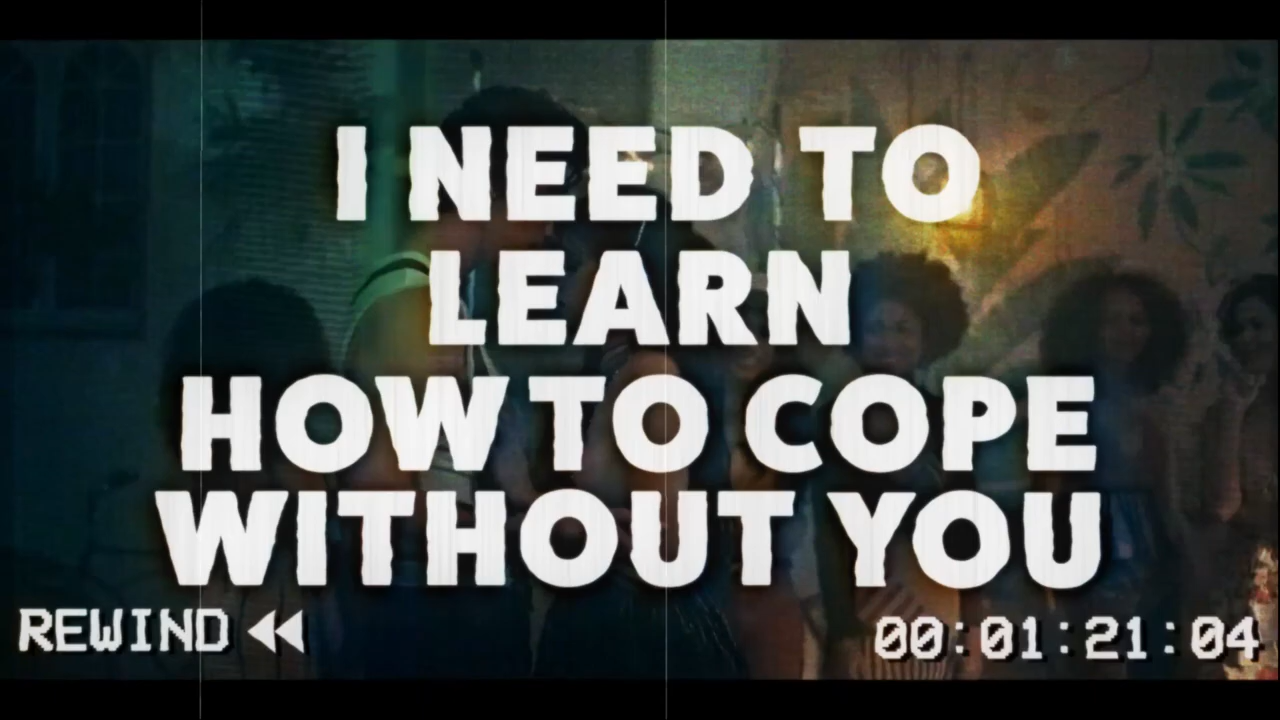 I NEED TO
LEARN
HOW TO COPE
WITHOUT YOU
REWIND 00:01:21:04